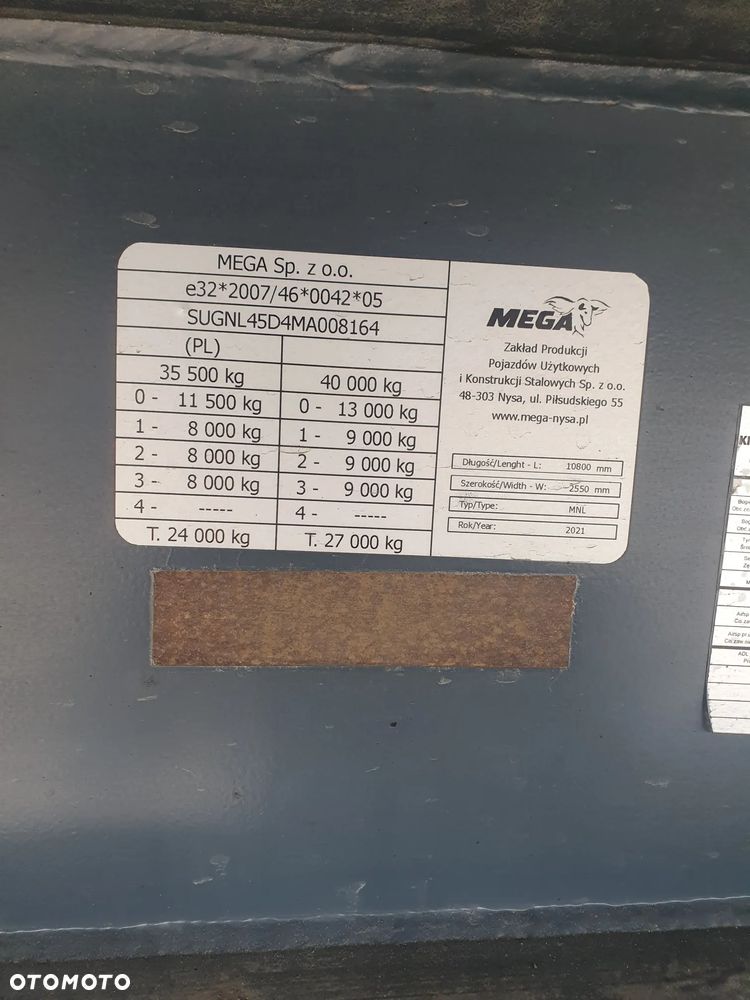 MEGA Sp. z o.o.
e32*2007/46*0042*05
SUGNL45D4MA008164
(PL)
35 500 kg 40 000 kg
0 - 11 500 kg 0 - 13 000 kg
1 - 8 000 kg 1 - 9 000 kg
2 - 8 000 kg 2 - 9 000 kg
3 - 8 000 kg 3 - 9 000 kg
4 - ----- 4 - -----
T. 24 000 kg T. 27 000 kg
MEGA
Zakład Produkcji
Pojazdów Użytkowych
i Konstrukcji Stalowych Sp. z o.o.
48-303 Nysa, ul. Piłsudskiego 55
www.mega-nysa.pl
Długość/Lenght - L: 10800 mm
Szerokość/Width - W: 2550 mm
Typ/Type: MNL
Rok/Year: 2021
OTOMOTO